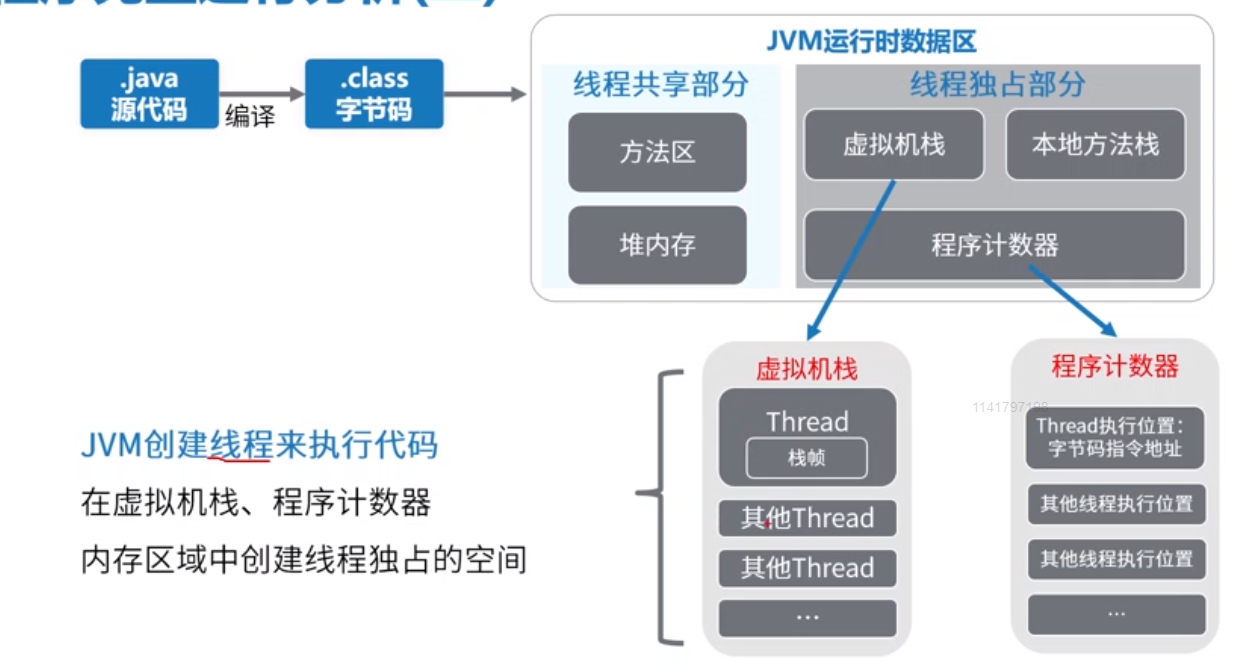 JVM运行时数据区
.java
源代码
编译
.class
字节码
线程共享部分
方法区
堆内存
线程独占部分
虚拟机栈
本地方法栈
程序计数器
JVM创建线程来执行代码
在虚拟机栈、程序计数器
内存区域中创建线程独占的空间
虚拟机栈
Thread
栈帧
其他Thread
其他Thread
...
程序计数器
1141797198
Thread执行位置：
字节码指令地址
其他线程执行位置
其他线程执行位置
...